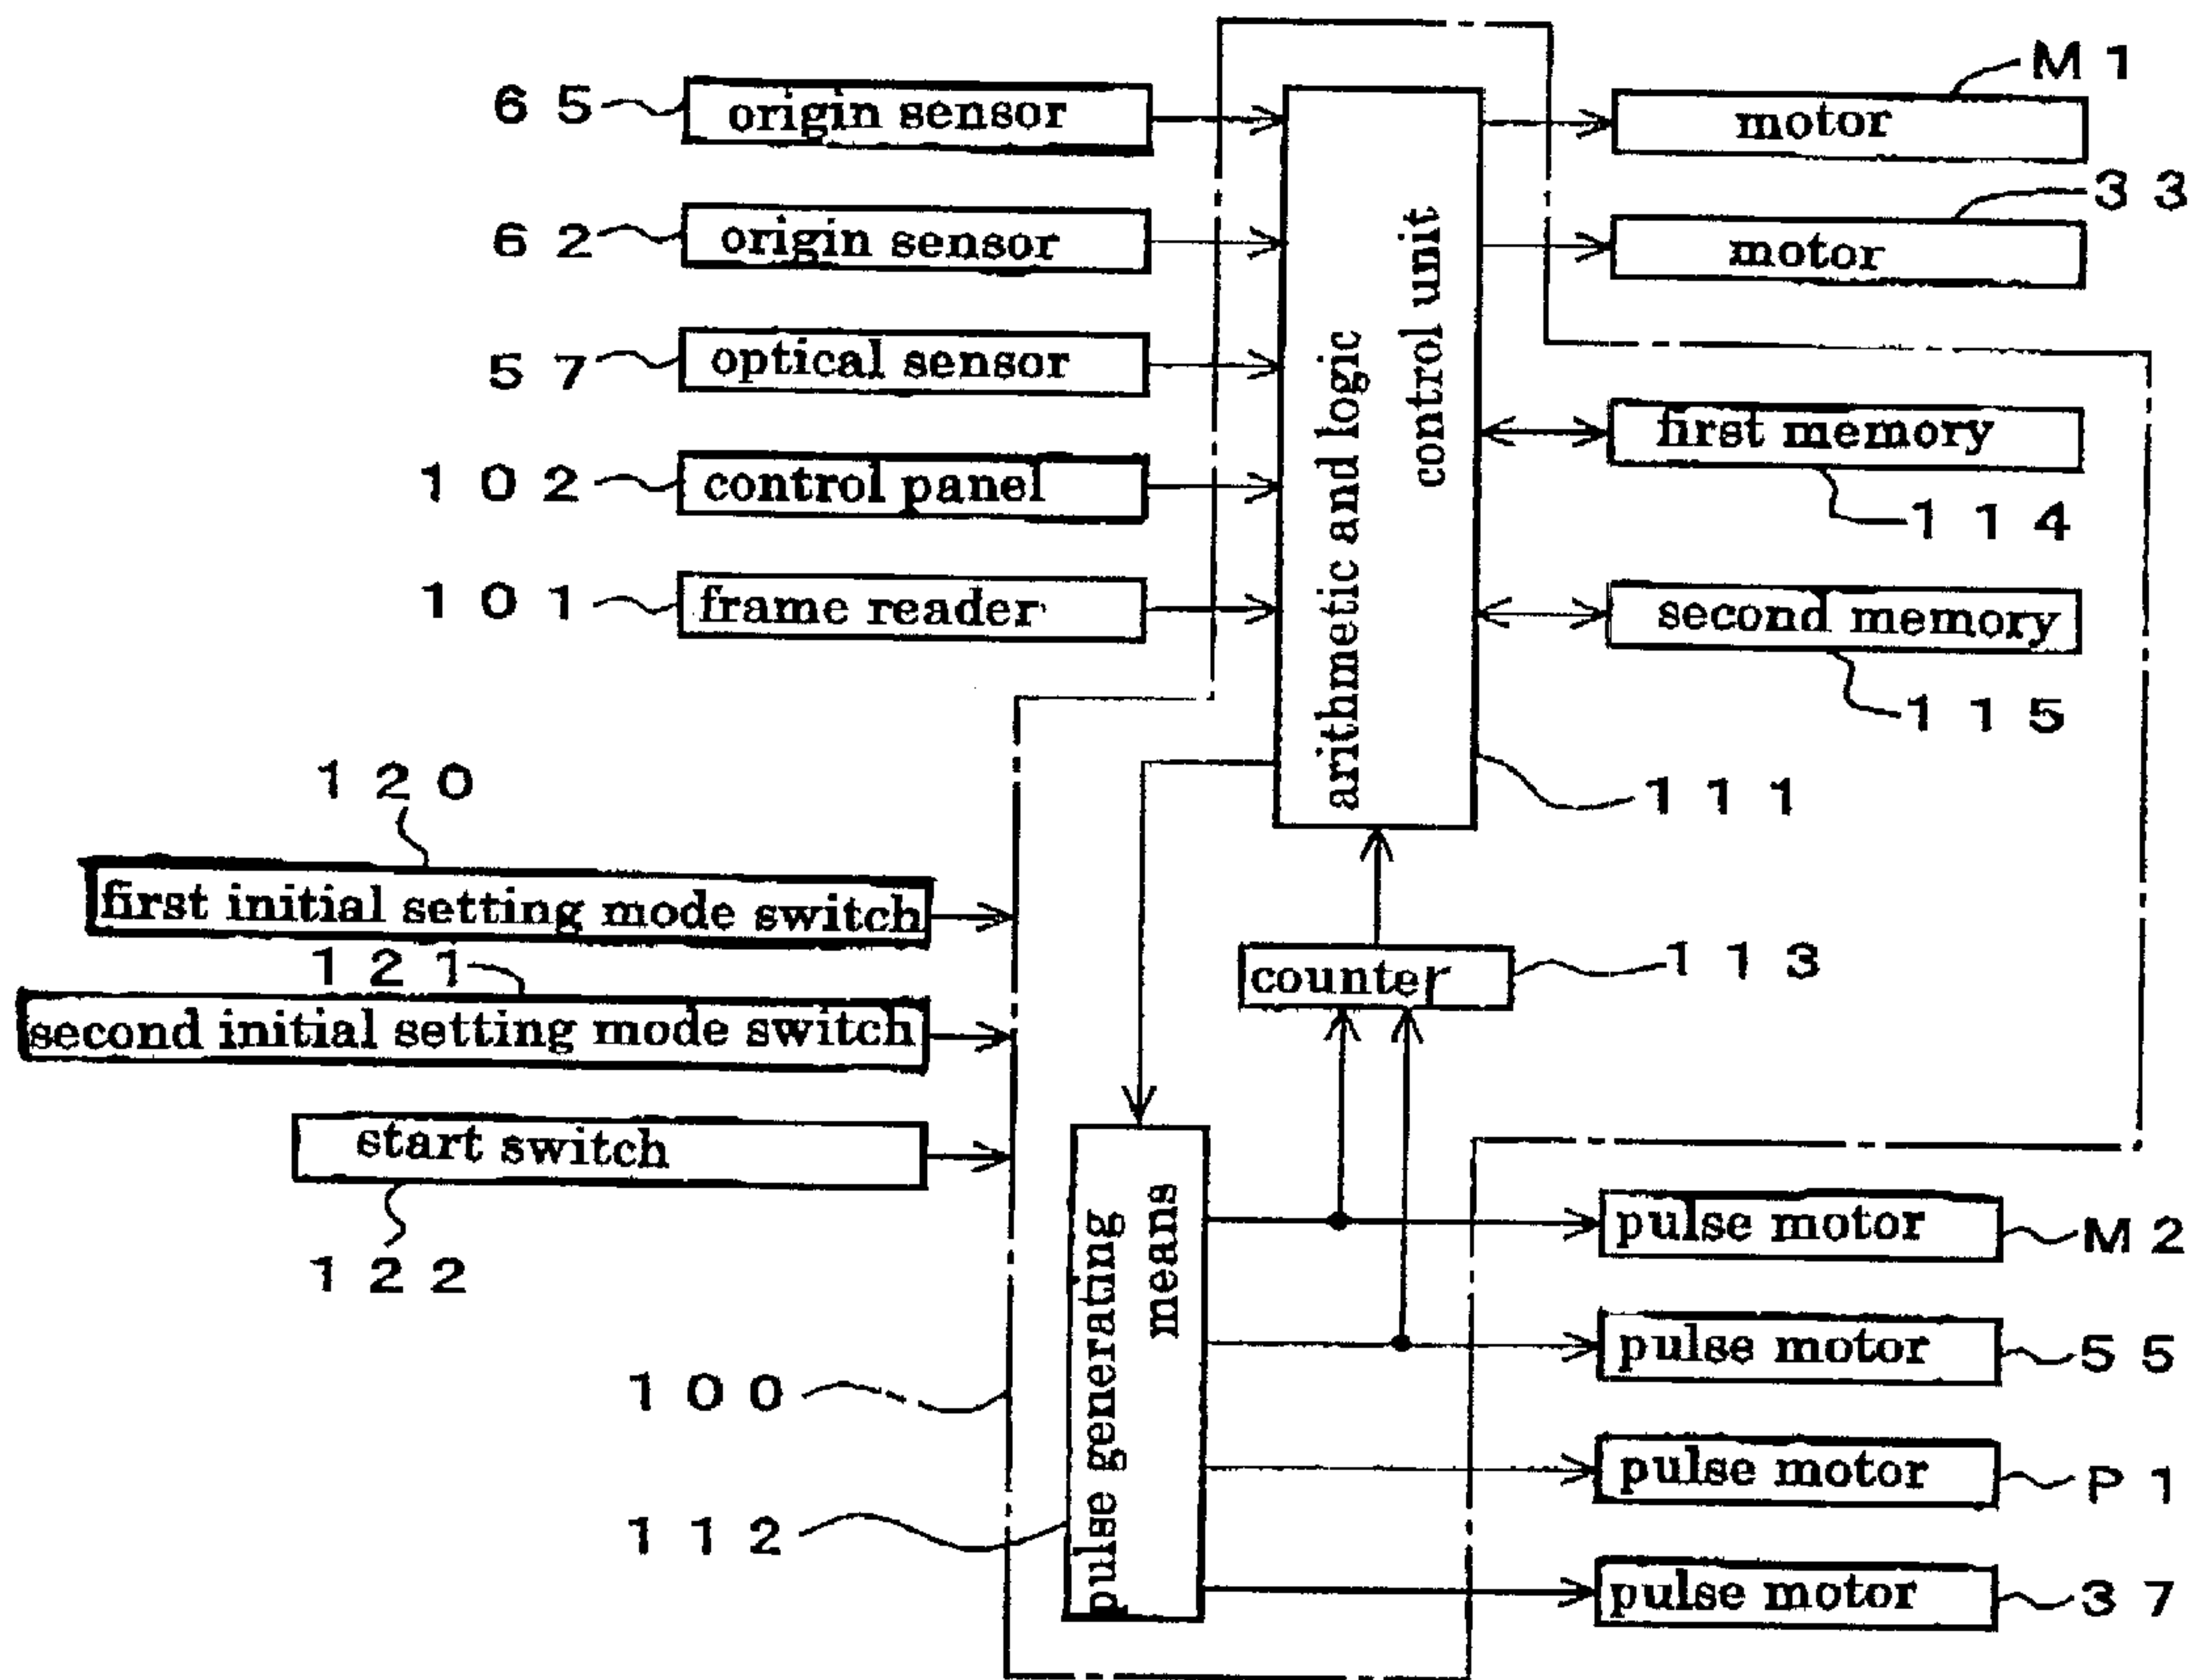 M1
65 origin sensor
motor
33
62 origin sensor
motor
arithmetic and logic
control unit
57 optical sensor
first memory
102 control panel
114
101 frame reader
second memory
115
120
111
first initial setting mode switch
121
113
counter
second initial setting mode switch
start switch
122
pulse generating
means
pulse motor M2
pulse motor 55
100
pulse motor P1
112
pulse motor 37